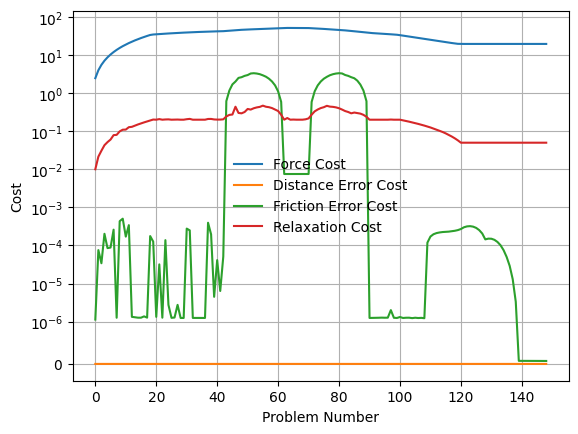 10²
10¹
10⁰
10⁻¹
10⁻²
10⁻³
10⁻⁴
10⁻⁵
10⁻⁶
0
Cost
Force Cost
Distance Error Cost
Friction Error Cost
Relaxation Cost
0 20 40 60 80 100 120 140
Problem Number